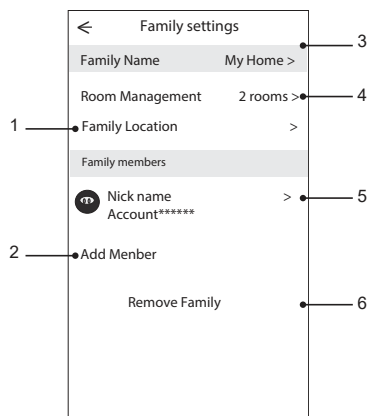 Family settings
3
Family Name My Home >
Room Management 2 rooms >
4
1
Family Location >
Family members
Nick name >
5
Account******
2
Add Menber
Remove Family
6